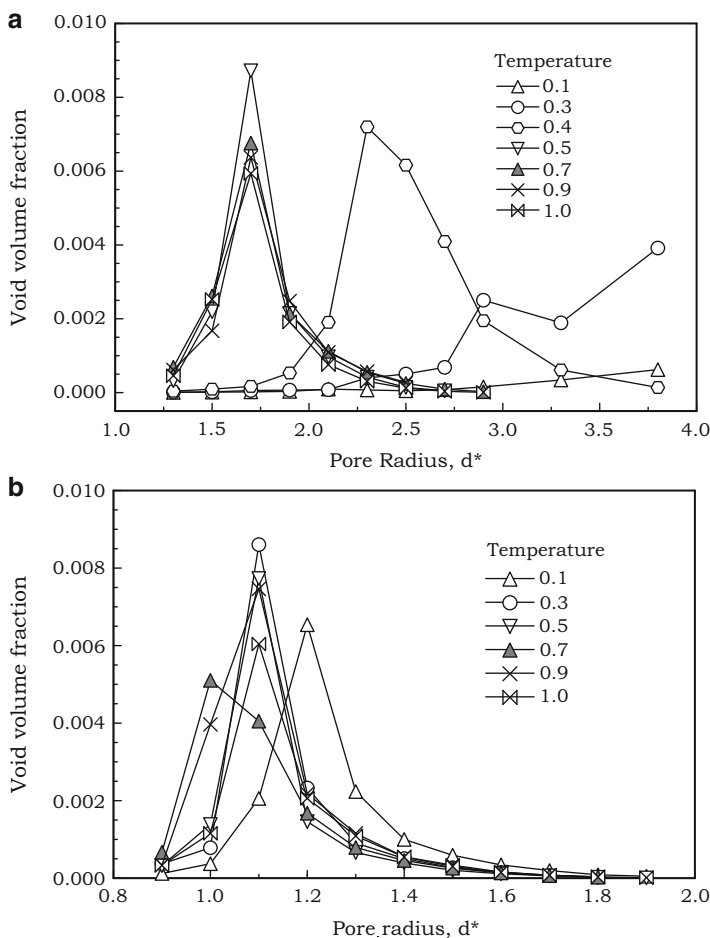 a
0.010
0.008
0.006
0.004
0.002
0.000
Void volume fraction
Temperature
0.1
0.3
0.4
0.5
0.7
0.9
1.0
1.0 1.5 2.0 2.5 3.0 3.5 4.0
Pore Radius, d*
b
0.010
0.008
0.006
0.004
0.002
0.000
Void volume fraction
Temperature
0.1
0.3
0.5
0.7
0.9
1.0
0.8 1.0 1.2 1.4 1.6 1.8 2.0
Pore radius, d*